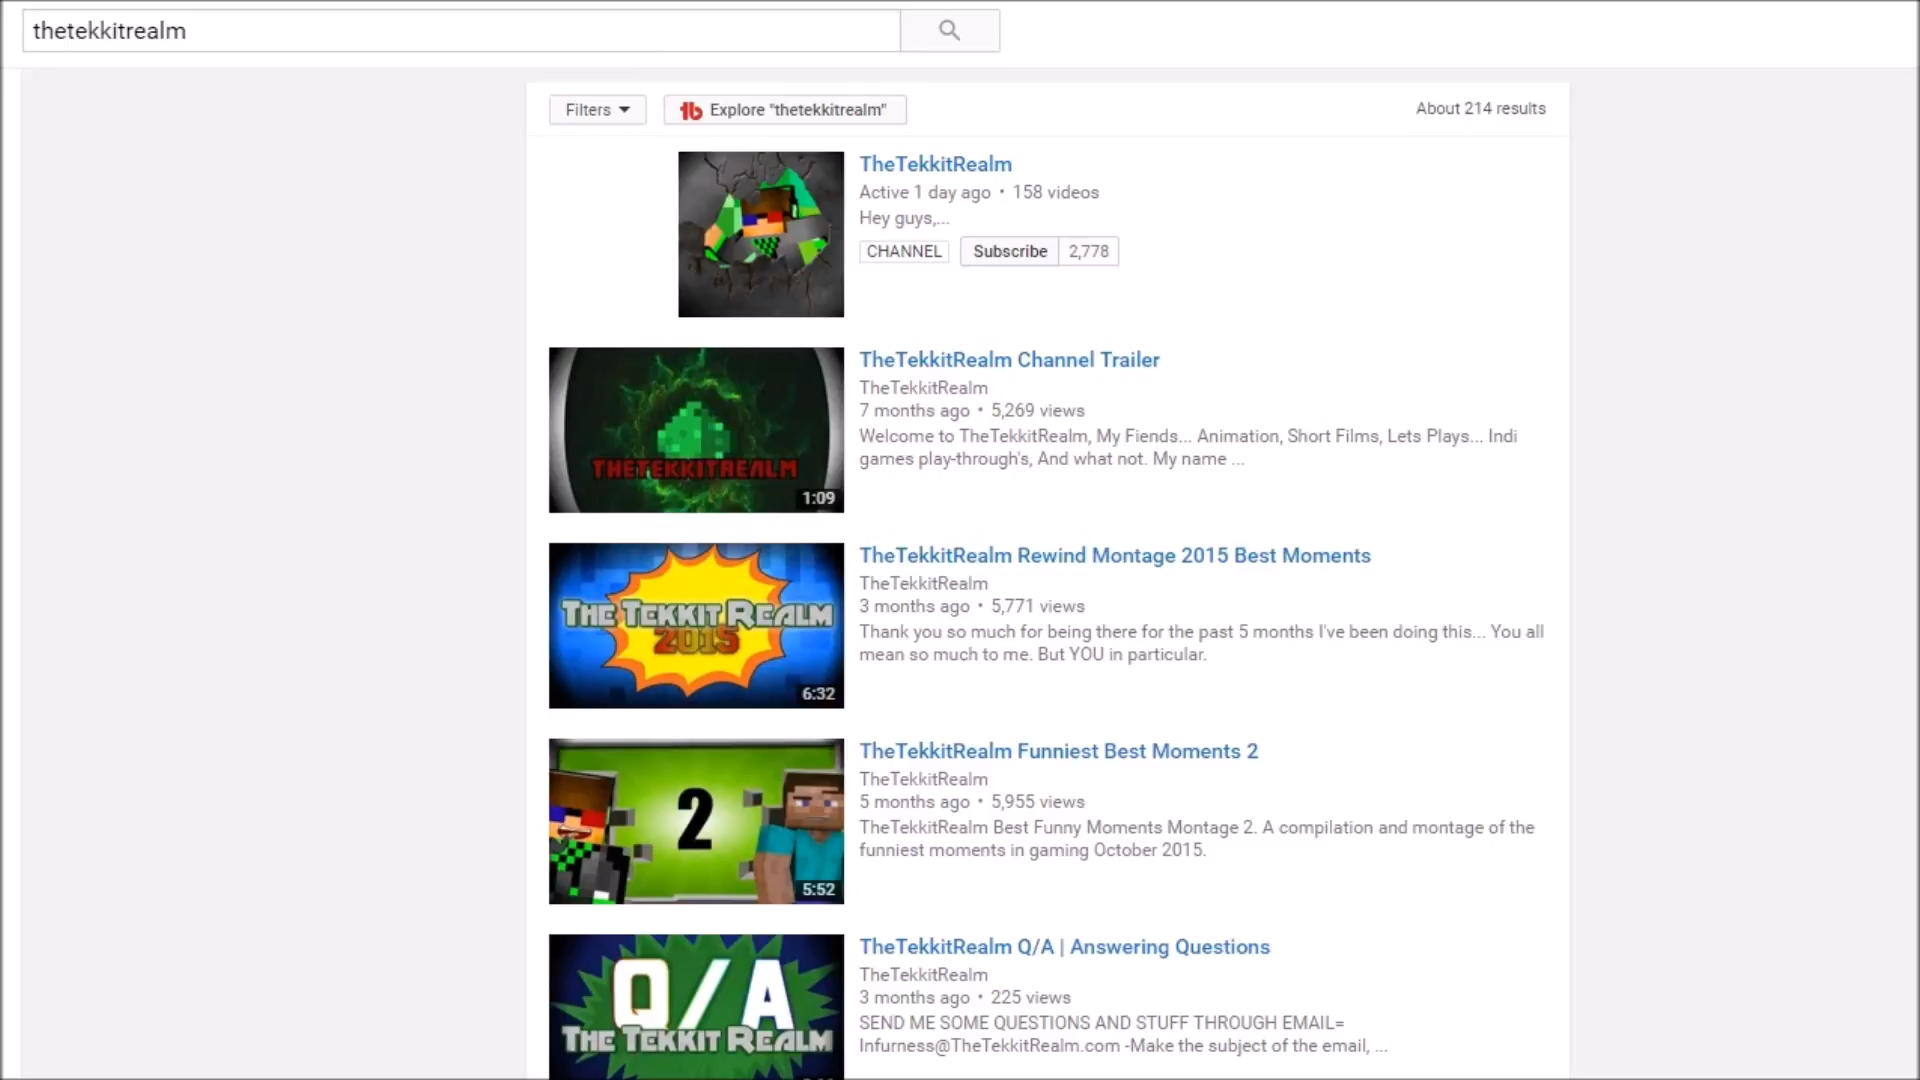 thetekkitrealm
Filters
Explore "thetekkitrealm"
About 214 results
TheTekkitRealm
Active 1 day ago • 158 videos
Hey guys,...
CHANNEL
Subscribe 2,778
THETEKKITREALM
1:09
TheTekkitRealm Channel Trailer
TheTekkitRealm
7 months ago • 5,269 views
Welcome to TheTekkitRealm, My Fiends... Animation, Short Films, Lets Plays... Indi
games play-through's, And what not. My name ...
THE TEKKIT REALM
2015
6:32
TheTekkitRealm Rewind Montage 2015 Best Moments
TheTekkitRealm
3 months ago • 5,771 views
Thank you so much for being there for the past 5 months I've been doing this... You all
mean so much to me. But YOU in particular.
2
5:52
TheTekkitRealm Funniest Best Moments 2
TheTekkitRealm
5 months ago • 5,955 views
TheTekkitRealm Best Funny Moments Montage 2. A compilation and montage of the
funniest moments in gaming October 2015.
Q/A
THE TEKKIT REALM
TheTekkitRealm Q/A | Answering Questions
TheTekkitRealm
3 months ago • 225 views
SEND ME SOME QUESTIONS AND STUFF THROUGH EMAIL=
Infurness@TheTekkitRealm.com -Make the subject of the email, ...